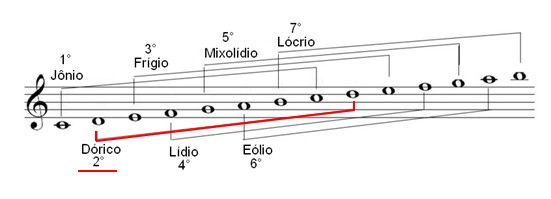 1°
Jônio
3°
Frígio
5°
Mixolídio
7°
Lócrio
Dórico
2°
Lídio
4°
Eólio
6°